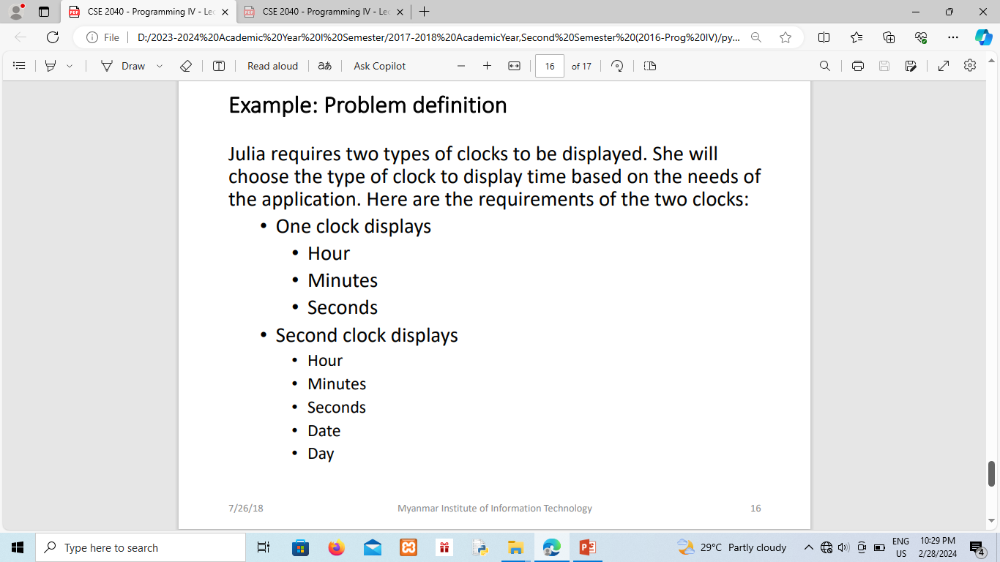 CSE 2040 - Programming IV - Lec
CSE 2040 - Programming IV - Lec
File
D:/2023-2024%20Academic%20Year%20I%20Semester/2017-2018%20AcademicYear,Second%20Semester%20(2016-Prog%20IV)/py...
Draw
Read aloud
aあ
Ask Copilot
16
of 17
Example: Problem definition
Julia requires two types of clocks to be displayed. She will
choose the type of clock to display time based on the needs of
the application. Here are the requirements of the two clocks:
• One clock displays
• Hour
• Minutes
• Seconds
• Second clock displays
• Hour
• Minutes
• Seconds
• Date
• Day
7/26/18
Myanmar Institute of Information Technology
16
Type here to search
29°C Partly cloudy
ENG
US
10:29 PM
2/28/2024
4